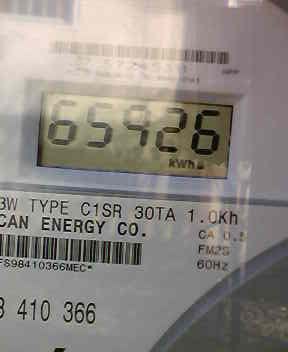 65926
kWh
3W TYPE C1SR 30TA 1.0Kh
CAN ENERGY CO.
CA 0.5
FM2S
60Hz
FS98410366MEC*
8 410 366